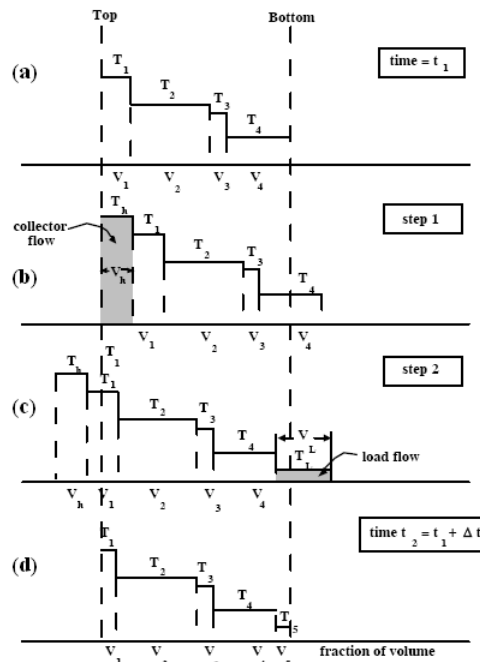 Top
Bottom
(a)
T1
T2
T3
T4
time = t1
V1 V2 V3 V4
Th
collector flow
T1
T2
T3
T4
step 1
(b)
Vh
V1 V2 V3 V4
T1
Th T1
T2
T3
T4
step 2
(c)
V L
TL
load flow
Vh V1 V2 V3 V4
time t2 = t1 + Δt
T1
(d)
T2
T3
T4
T5
V1 V V V V
fraction of volume